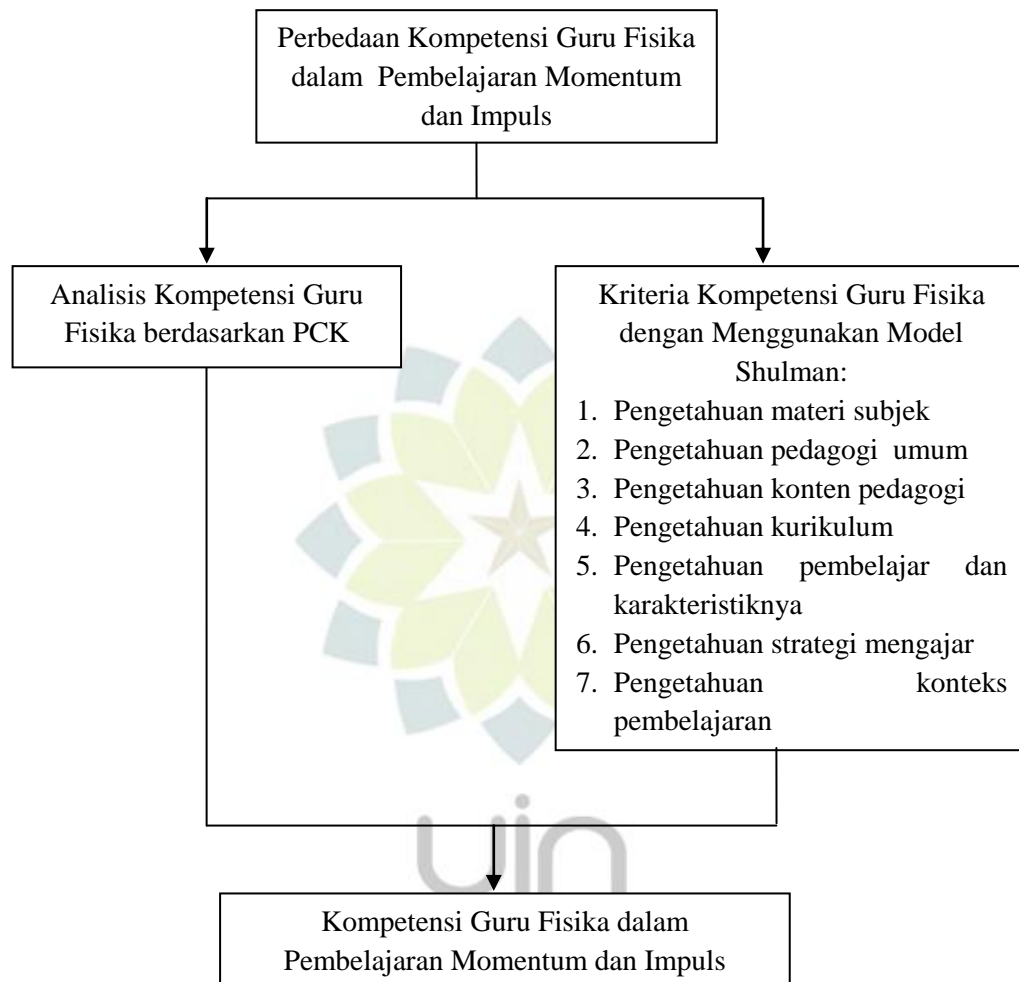 Perbedaan Kompetensi Guru Fisika
dalam Pembelajaran Momentum
dan Impuls
Analisis Kompetensi Guru
Fisika berdasarkan PCK
Kriteria Kompetensi Guru Fisika
dengan Menggunakan Model
Shulman:
1. Pengetahuan materi subjek
2. Pengetahuan pedagogi umum
3. Pengetahuan konten pedagogi
4. Pengetahuan kurikulum
5. Pengetahuan pembelajar dan
karakteristiknya
6. Pengetahuan strategi mengajar
7. Pengetahuan konteks
pembelajaran
uin
Kompetensi Guru Fisika dalam
Pembelajaran Momentum dan Impuls